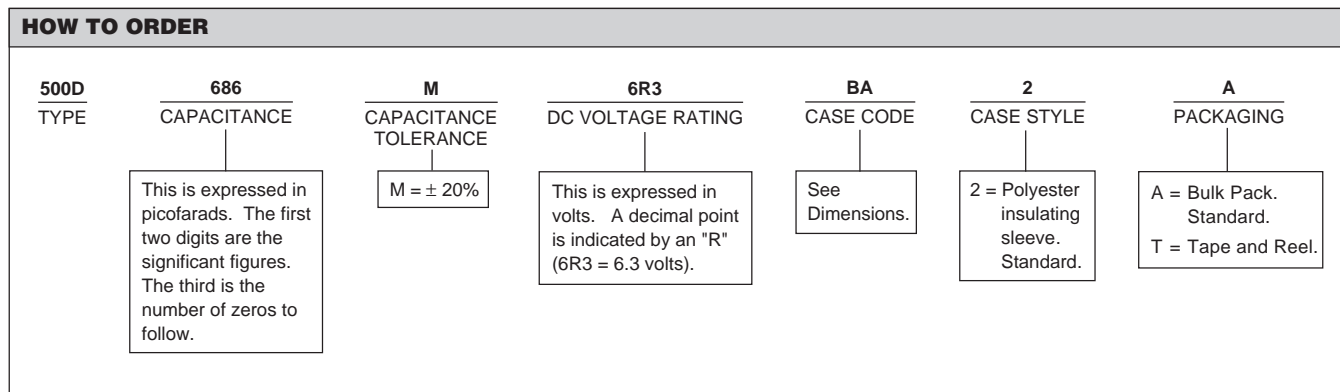 HOW TO ORDER
500D
TYPE
686
CAPACITANCE
This is expressed in
picofarads. The first
two digits are the
significant figures.
The third is the
number of zeros to
follow.
M
CAPACITANCE
TOLERANCE
M = ± 20%
6R3
DC VOLTAGE RATING
This is expressed in
volts. A decimal point
is indicated by an "R"
(6R3 = 6.3 volts).
BA
CASE CODE
See
Dimensions.
2
CASE STYLE
2 = Polyester
insulating
sleeve.
Standard.
A
PACKAGING
A = Bulk Pack.
Standard.
T = Tape and Reel.